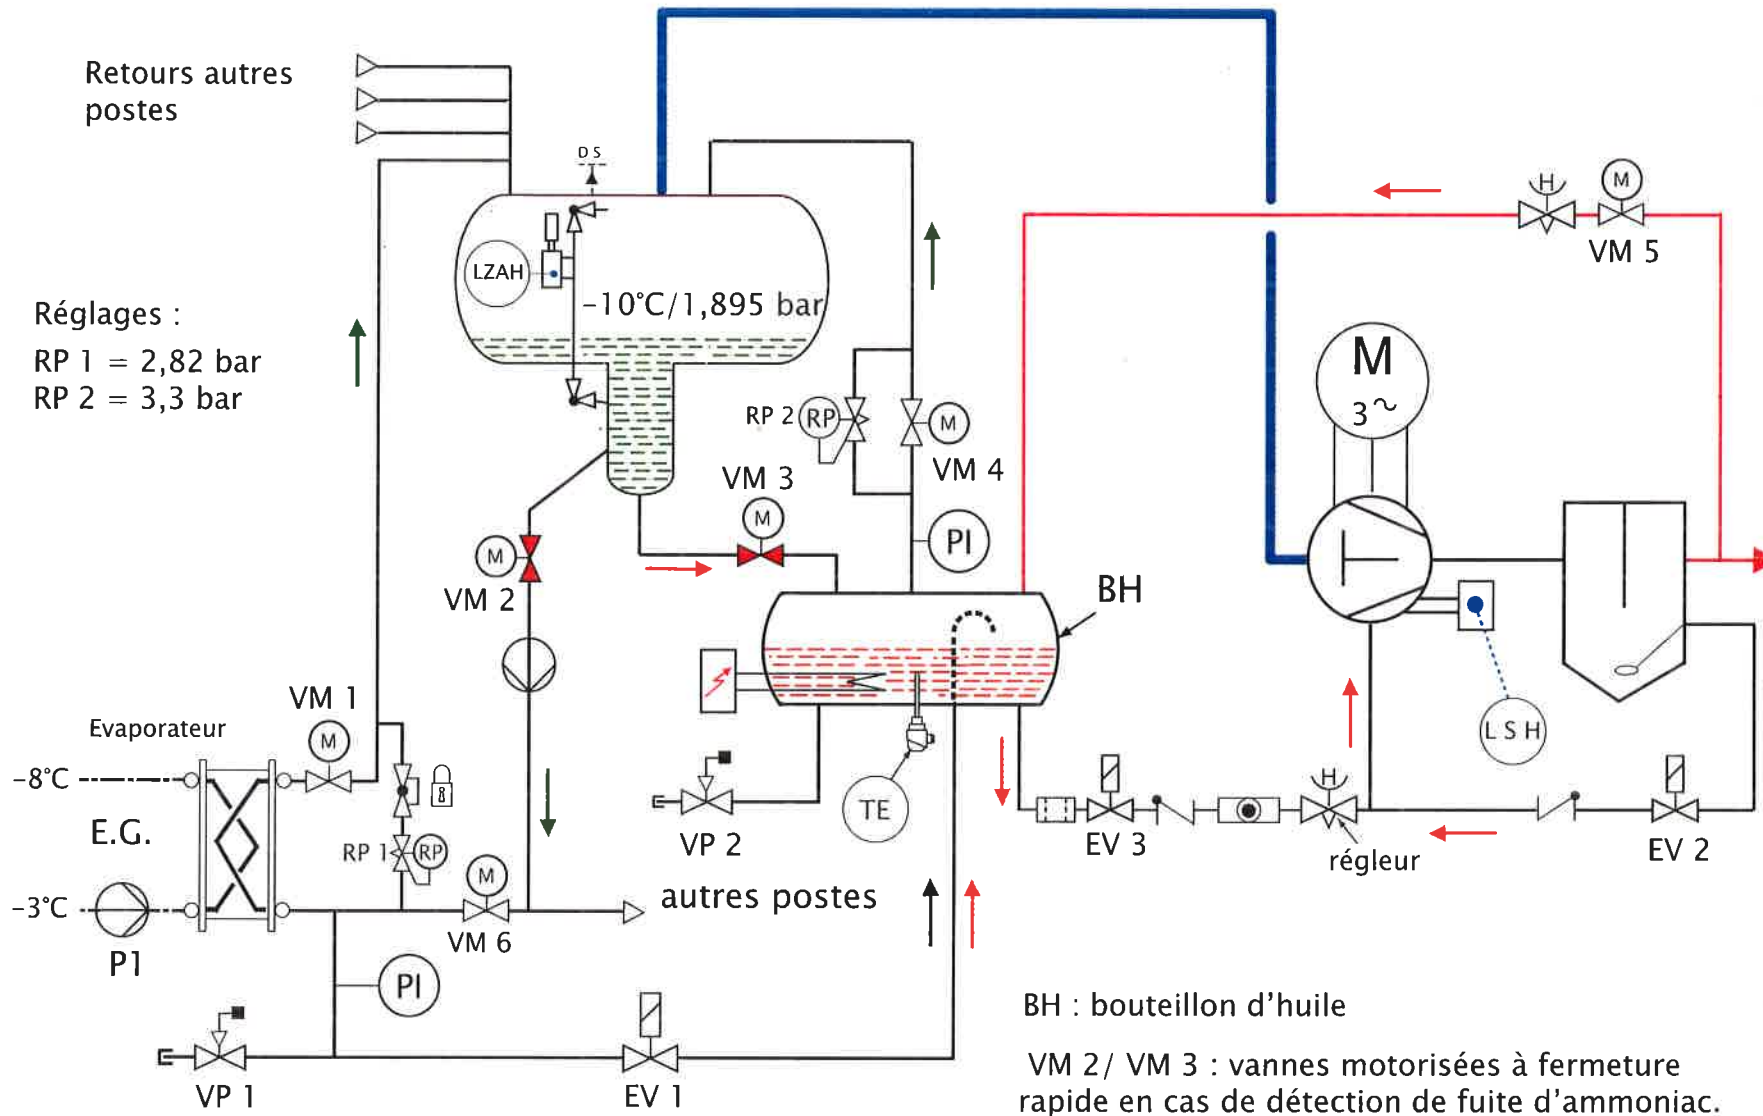 Retours autres
postes
D S
LZAH
-10°C/1,895 bar
H
M
VM 5
Réglages :
RP 1 = 2,82 bar
RP 2 = 3,3 bar
M
3~
RP 2
RP
M
VM 4
VM 3
M
PI
M
VM 2
BH
VM 1
M
Evaporateur
-8°C
E.G.
-3°C
P1
RP 1
RP
M
VM 6
TE
VP 2
autres postes
L S H
H
EV 3
régleur
EV 2
PI
VP 1
EV 1
BH : bouteillon d'huile
VM 2/ VM 3 : vannes motorisées à fermeture
rapide en cas de détection de fuite d'ammoniac.